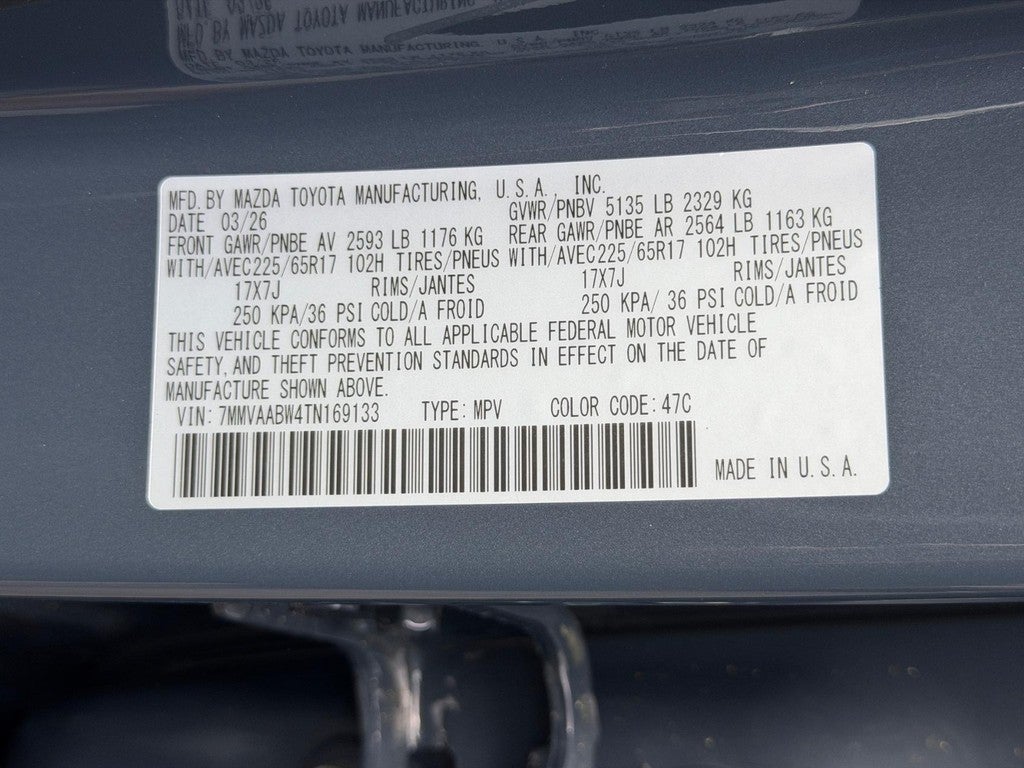 MFD. BY MAZDA TOYOTA MANUFACTURING, U.S.A., INC.
DATE 03/26 GVWR/PNBV 5135 LB 2329 KG
FRONT GAWR/PNBE AV 2593 LB 1176 KG REAR GAWR/PNBE AR 2564 LB 1163 KG
WITH/AVEC225/65R17 102H TIRES/PNEUS WITH/AVEC225/65R17 102H TIRES/PNEUS
17X7J RIMS/JANTES 17X7J RIMS/JANTES
250 KPA/36 PSI COLD/A FROID 250 KPA/ 36 PSI COLD/A FROID
THIS VEHICLE CONFORMS TO ALL APPLICABLE FEDERAL MOTOR VEHICLE
SAFETY, AND THEFT PREVENTION STANDARDS IN EFFECT ON THE DATE OF
MANUFACTURE SHOWN ABOVE.
VIN: 7MMVAABW4TN169133 TYPE: MPV COLOR CODE: 47C
MADE IN U.S.A.